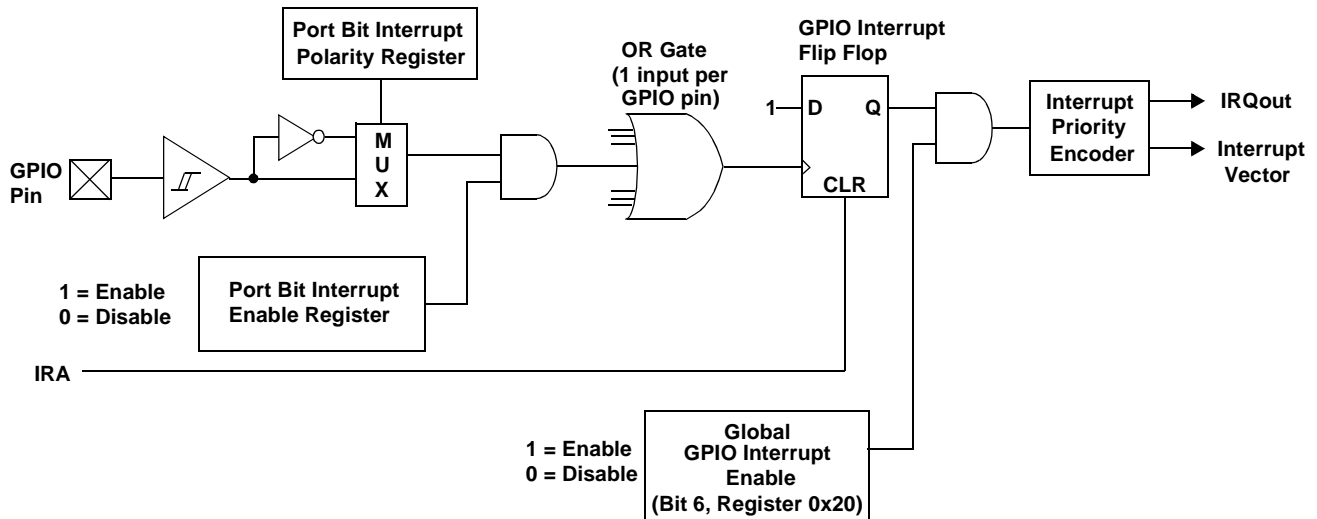 Port Bit Interrupt
Polarity Register
OR Gate
(1 input per
GPIO pin)
GPIO Interrupt
Flip Flop
M
U
X
1
D
Q
CLR
Interrupt
Priority
Encoder
IRQout
Interrupt
Vector
GPIO
Pin
1 = Enable
0 = Disable
Port Bit Interrupt
Enable Register
IRA
1 = Enable
0 = Disable
Global
GPIO Interrupt
Enable
(Bit 6, Register 0x20)